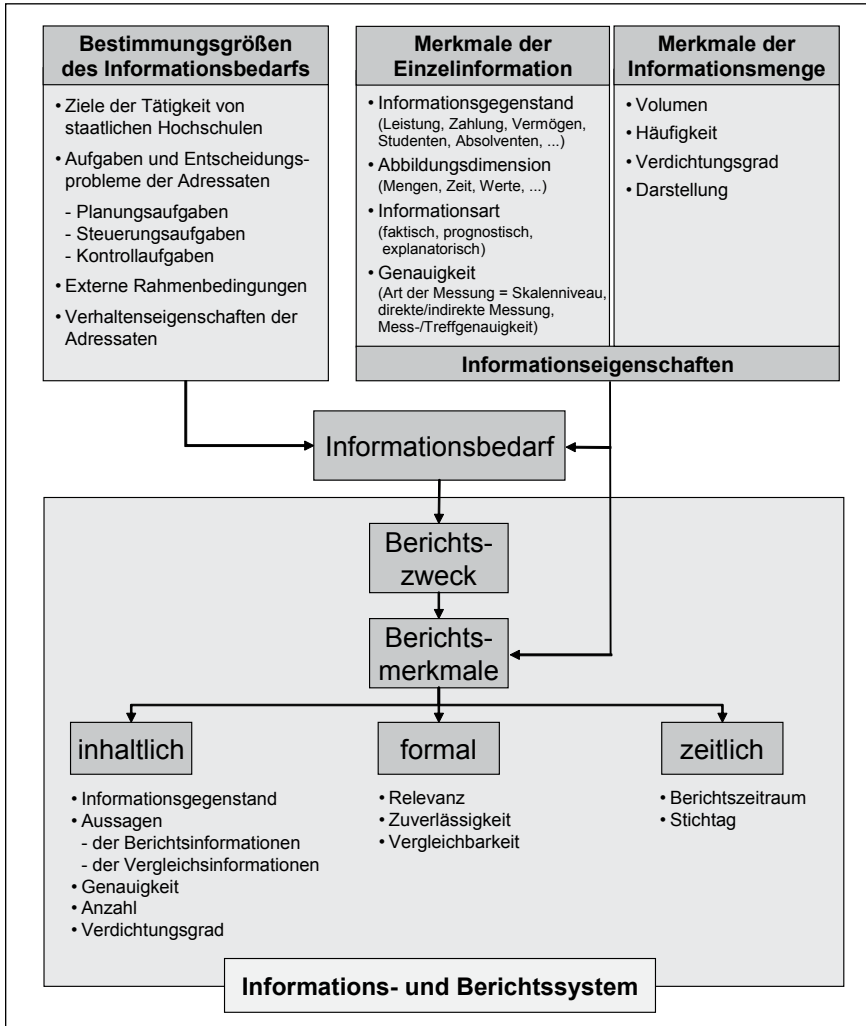 Bestimmungsgrößen
des Informationsbedarfs
• Ziele der Tätigkeit von
staatlichen Hochschulen
• Aufgaben und Entscheidungs-
probleme der Adressaten
- Planungsaufgaben
- Steuerungsaufgaben
- Kontrollaufgaben
• Externe Rahmenbedingungen
• Verhaltenseigenschaften der
Adressaten
Merkmale der
Einzelinformation
• Informationsgegenstand
(Leistung, Zahlung, Vermögen,
Studenten, Absolventen, ...)
• Abbildungsdimension
(Mengen, Zeit, Werte, ...)
• Informationsart
(faktisch, prognostisch,
explanatorisch)
• Genauigkeit
(Art der Messung = Skalenniveau,
direkte/indirekte Messung,
Mess-/Treffgenauigkeit)
Merkmale der
Informationsmenge
• Volumen
• Häufigkeit
• Verdichtungsgrad
• Darstellung
Informationseigenschaften
Informationsbedarf
Berichts-
zweck
Berichts-
merkmale
inhaltlich
• Informationsgegenstand
• Aussagen
- der Berichtsinformationen
- der Vergleichsinformationen
• Genauigkeit
• Anzahl
• Verdichtungsgrad
formal
• Relevanz
• Zuverlässigkeit
• Vergleichbarkeit
zeitlich
• Berichtszeitraum
• Stichtag
Informations- und Berichtssystem